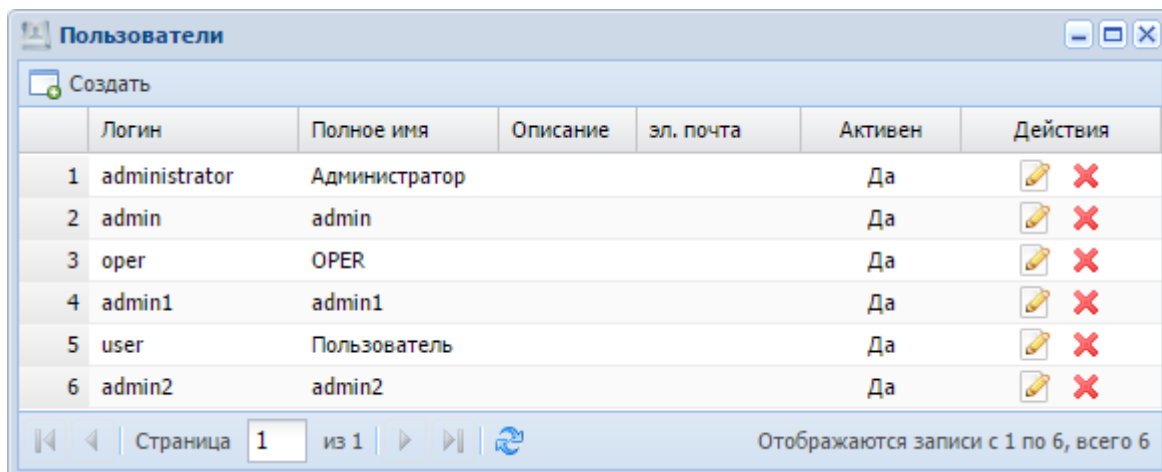 Пользователи
Создать
Логин Полное имя Описание эл. почта Активен Действия
1 administrator Администратор Да
2 admin admin Да
3 oper OPER Да
4 admin1 admin1 Да
5 user Пользователь Да
6 admin2 admin2 Да
Страница 1 из 1 Отображаются записи с 1 по 6, всего 6